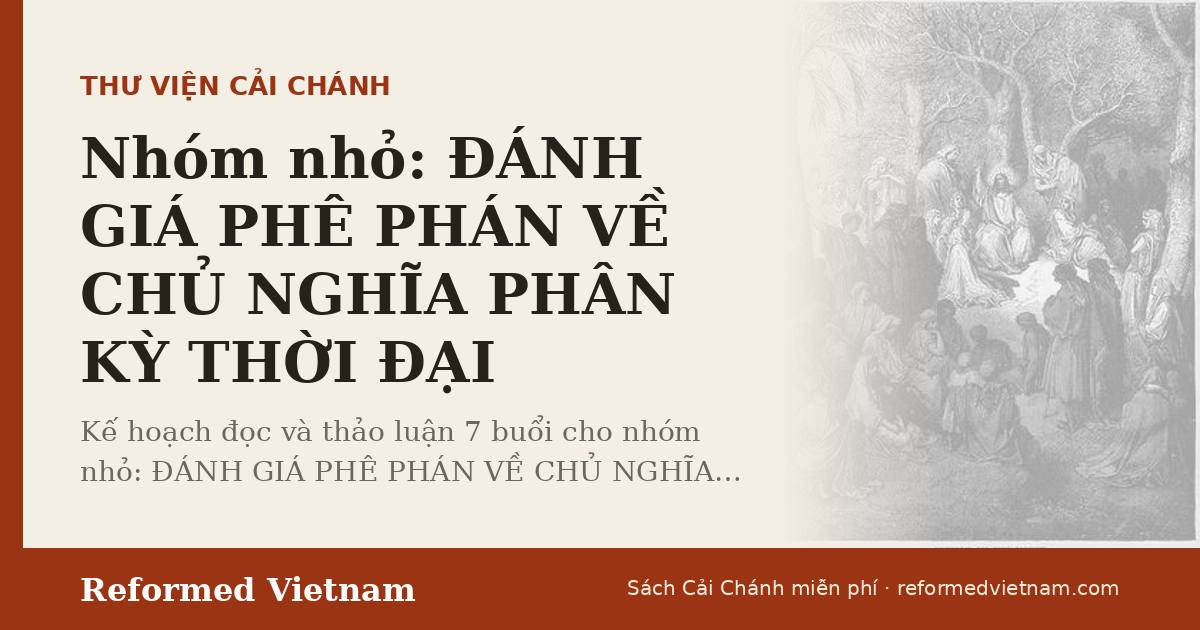 THƯ VIỆN CẢI CHÁNH
Nhóm nhỏ: ĐÁNH
GIÁ PHÊ PHÁN VỀ
CHỦ NGHĨA PHÂN
KỲ THỜI ĐẠI
Kế hoạch đọc và thảo luận 7 buổi cho nhóm
nhỏ: ĐÁNH GIÁ PHÊ PHÁN VỀ CHỦ NGHĨA…
Reformed Vietnam
Sách Cải Chánh miễn phí · reformedvietnam.com